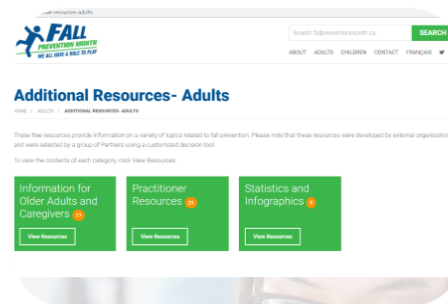 al-resources-adults
FALL
PREVENTION MONTH
WE ALL HAVE A ROLE TO PLAY
Search fallpreventionmonth.ca
SEARCH
ABOUT ADULTS CHILDREN CONTACT FRANÇAIS
Additional Resources- Adults
HOME / ADULTS / ADDITIONAL RESOURCES- ADULTS
These free resources provide information on a variety of topics related to fall prevention. Please note that these resources were developed by external organization
and were selected by a group of Partners using a customized decision tool.
To view the contents of each category, click View Resources.
Information for
Older Adults and
Caregivers 17
View Resources
Practitioner
Resources 21
View Resources
Statistics and
Infographics 9
View Resources